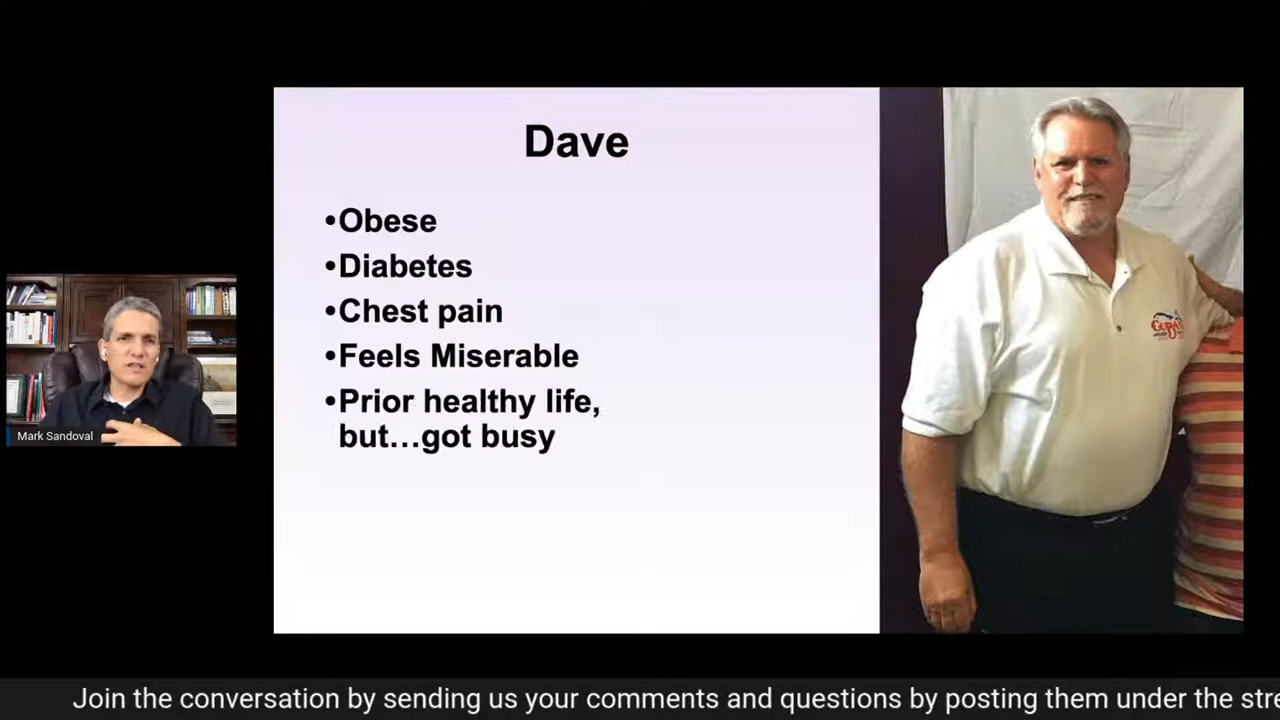 Dave
•Obese
•Diabetes
•Chest pain
•Feels Miserable
•Prior healthy life,
but…got busy
Mark Sandoval
Join the conversation by sending us your comments and questions by posting them under the stre